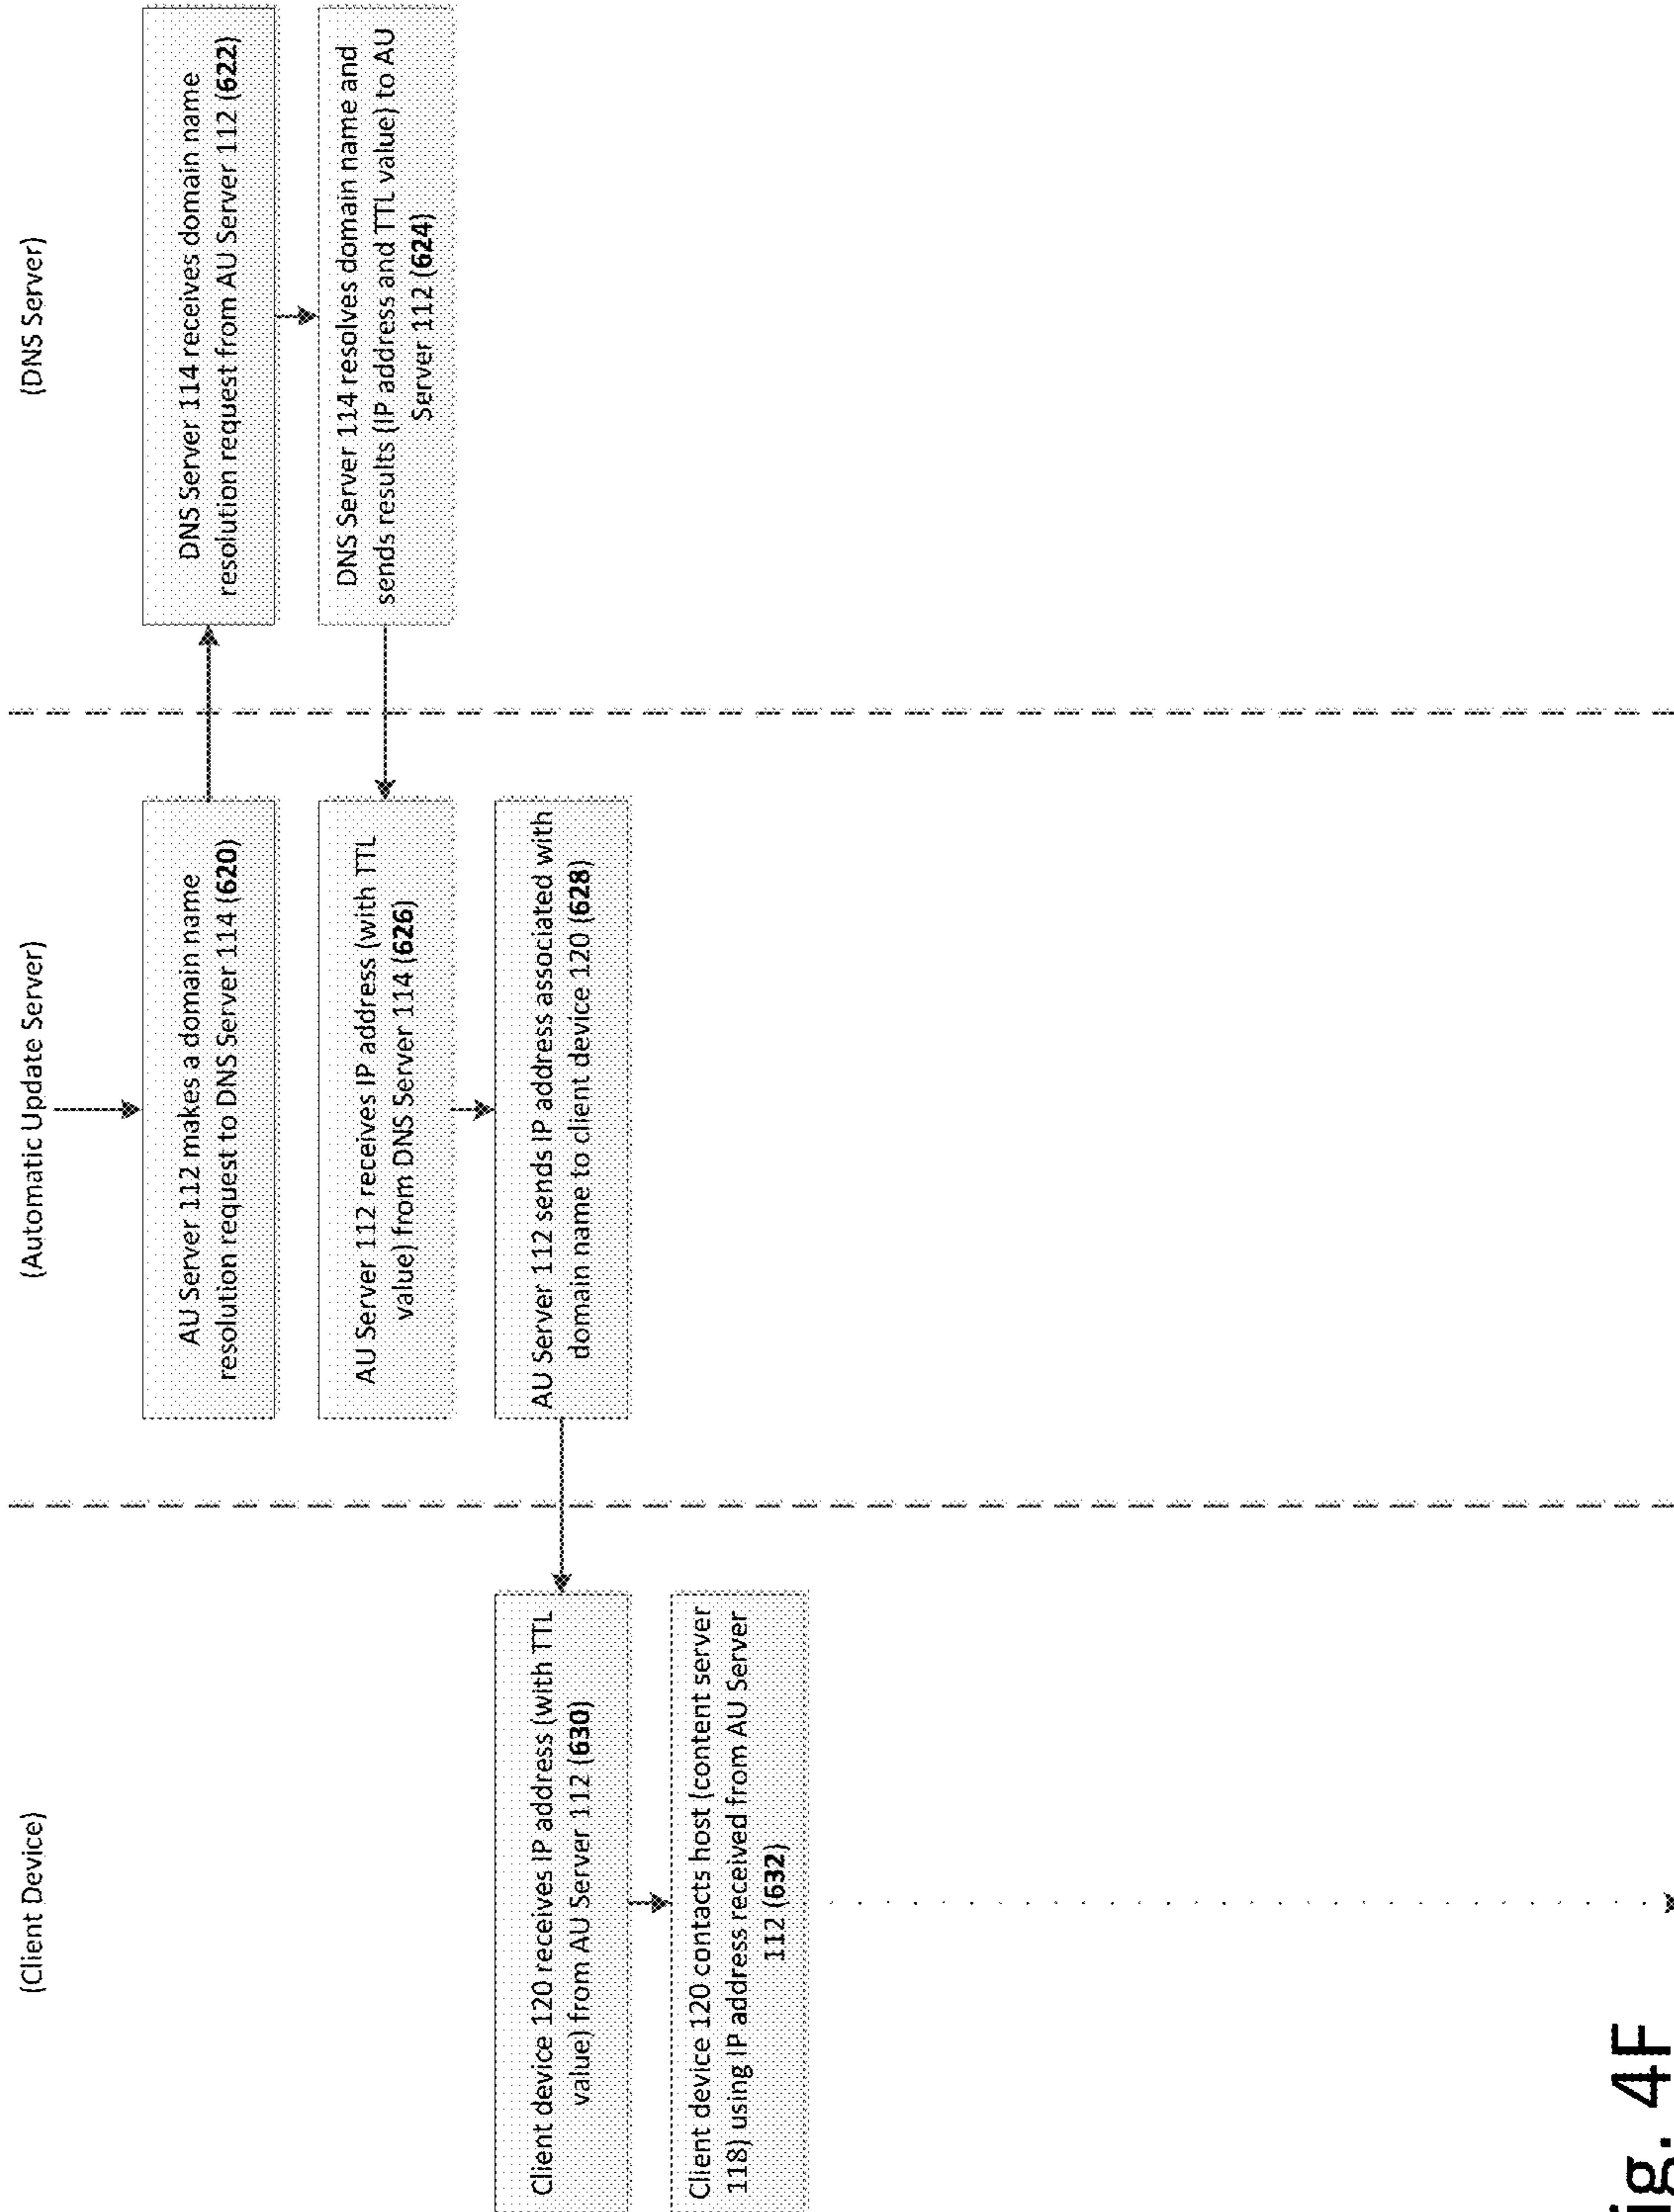 (Client Device)
(Automatic Update Server)
(DNS Server)
AU Server 112 makes a domain name
resolution request to DNS Server 114 (620)
DNS Server 114 receives domain name
resolution request from AU Server 112 (622)
DNS Server 114 resolves domain name and
sends results (IP address and TTL value) to AU
Server 112 (624)
AU Server 112 receives IP address (with TTL
value) from DNS Server 114 (626)
AU Server 112 sends IP address associated with
domain name to client device 120 (628)
Client device 120 receives IP address (with TTL
value) from AU Server 112 (630)
Client device 120 contacts host (content server
118) using IP address received from AU Server
112 (632)
ig. 4F